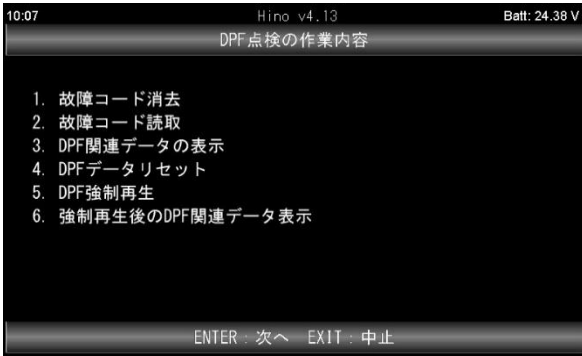 10:07 Hino v4.13 Batt: 24.38 V
DPF点検の作業内容
1. 故障コード消去
2. 故障コード読取
3. DPF関連データの表示
4. DPFデータリセット
5. DPF強制再生
6. 強制再生後のDPF関連データ表示
ENTER : 次へ EXIT : 中止